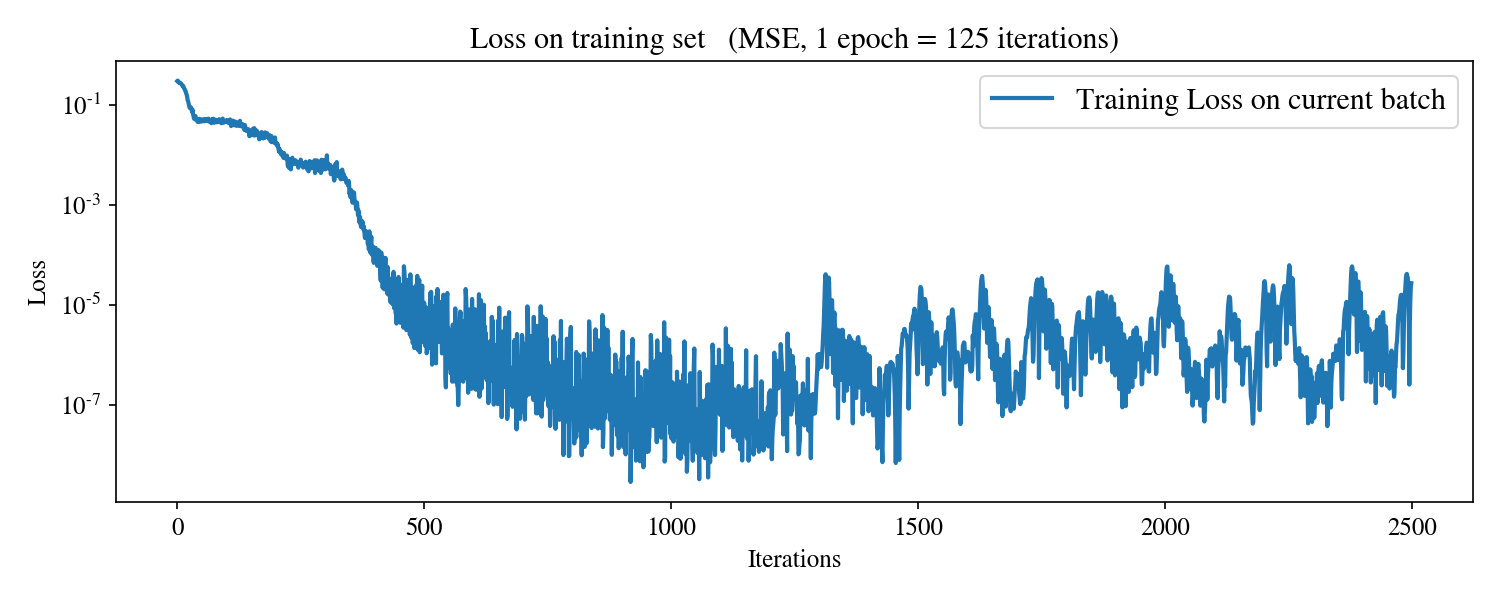 Loss on training set (MSE, 1 epoch = 125 iterations)
Training Loss on current batch
Loss
10⁻¹
10⁻³
10⁻⁵
10⁻⁷
0 500 1000 1500 2000 2500
Iterations